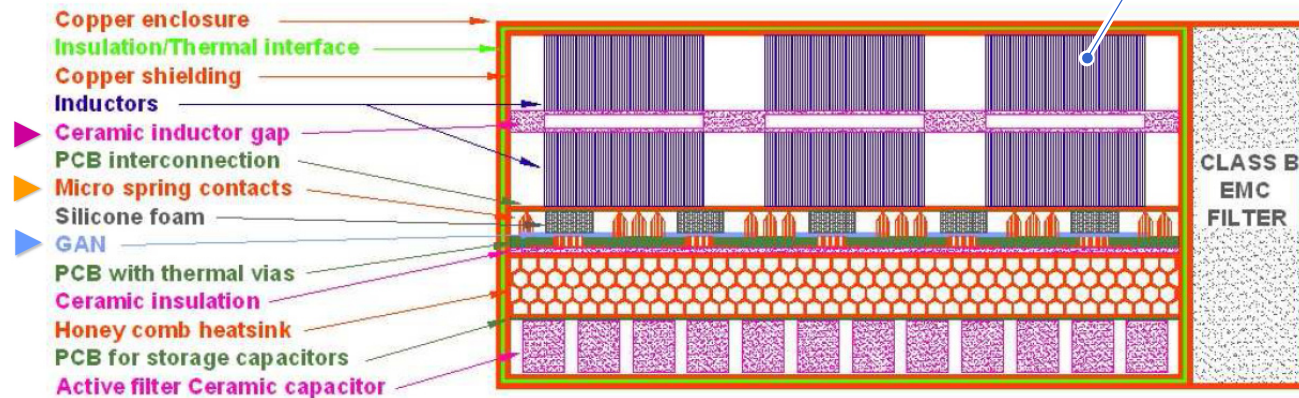 Copper enclosure
Insulation/Thermal interface
Copper shielding
Inductors
Ceramic inductor gap
PCB interconnection
Micro spring contacts
Silicone foam
GAN
PCB with thermal vias
Ceramic insulation
Honey comb heatsink
PCB for storage capacitors
Active filter Ceramic capacitor
CLASS B
EMC
FILTER